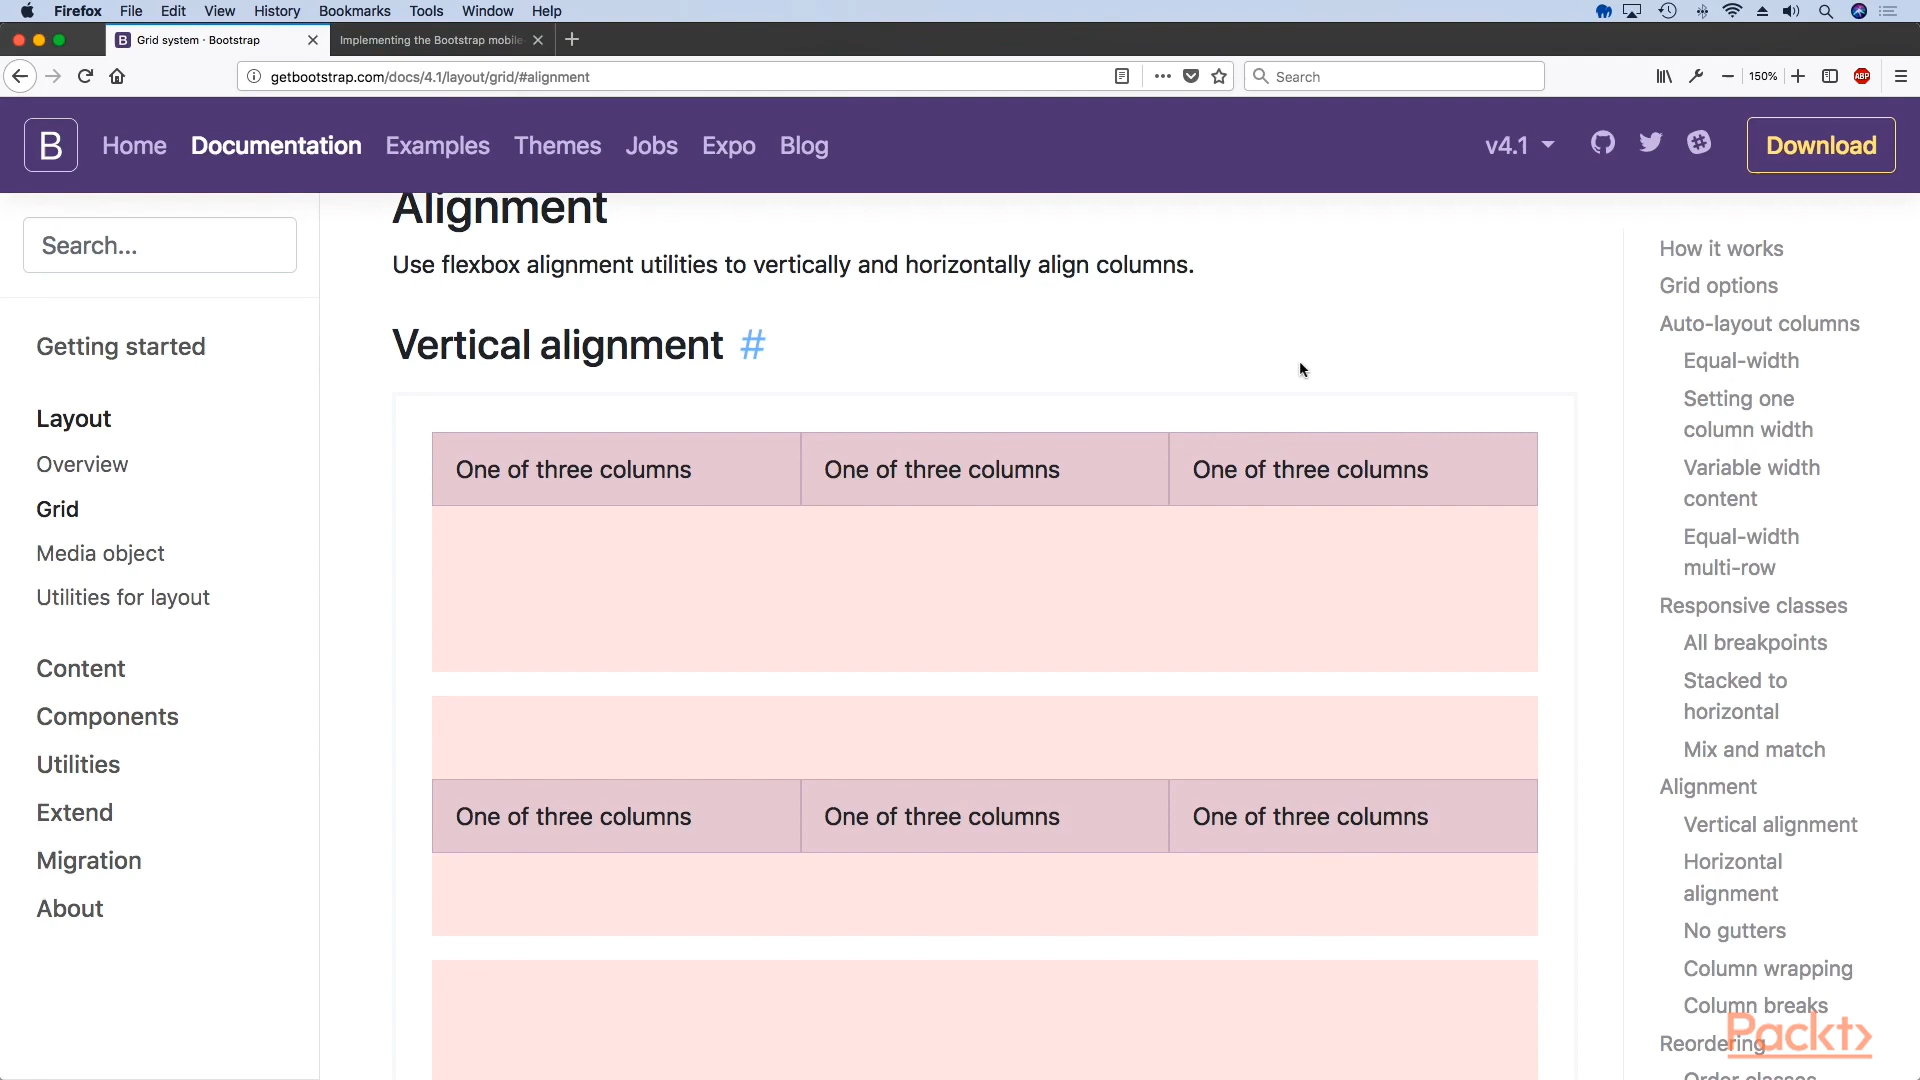 Firefox File Edit View History Bookmarks Tools Window Help
Grid system · Bootstrap
Implementing the Bootstrap mobile-
getbootstrap.com/docs/4.1/layout/grid/#alignment
Search
150%
ABP
B Home Documentation Examples Themes Jobs Expo Blog
v4.1
Download
Search...
Getting started
Layout
Overview
Grid
Media object
Utilities for layout
Content
Components
Utilities
Extend
Migration
About
Alignment
Use flexbox alignment utilities to vertically and horizontally align columns.
Vertical alignment #
One of three columns One of three columns One of three columns
One of three columns One of three columns One of three columns
How it works
Grid options
Auto-layout columns
Equal-width
Setting one
column width
Variable width
content
Equal-width
multi-row
Responsive classes
All breakpoints
Stacked to
horizontal
Mix and match
Alignment
Vertical alignment
Horizontal
alignment
No gutters
Column wrapping
Column breaks
Reordering
Order classes
Packt>